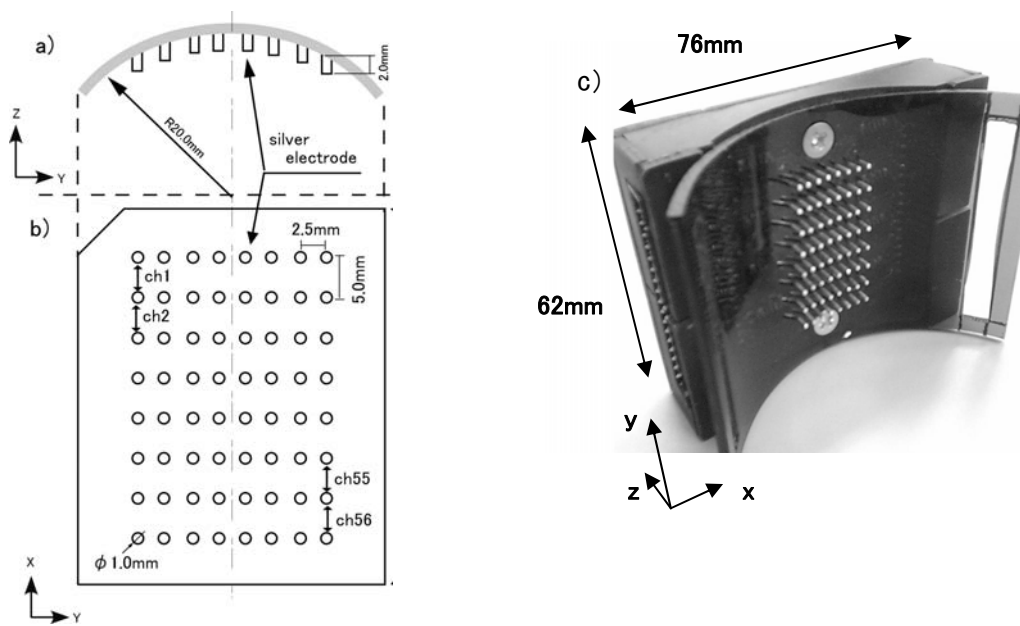 a)
2.0mm
Z
Y
R20.0mm
silver
electrode
b)
2.5mm
5.0mm
ch1
ch2
ch55
ch56
φ1.0mm
X
Y
c)
76mm
62mm
y
z
x